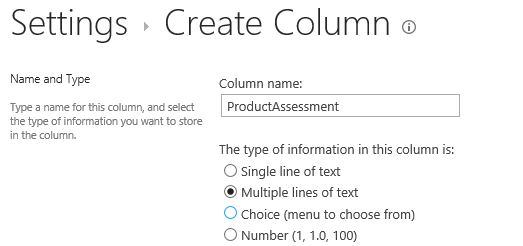 Settings › Create Column
Name and Type
Type a name for this column, and select
the type of information you want to store
in the column.
Column name:
ProductAssessment
The type of information in this column is:
Single line of text
Multiple lines of text
Choice (menu to choose from)
Number (1, 1.0, 100)